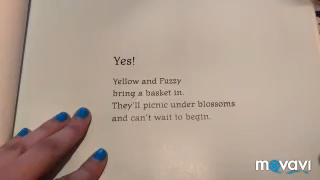 Yes!
Yellow and Fuzzy
bring a basket in.
They'll picnic under blossoms
and can't wait to begin.
movavi